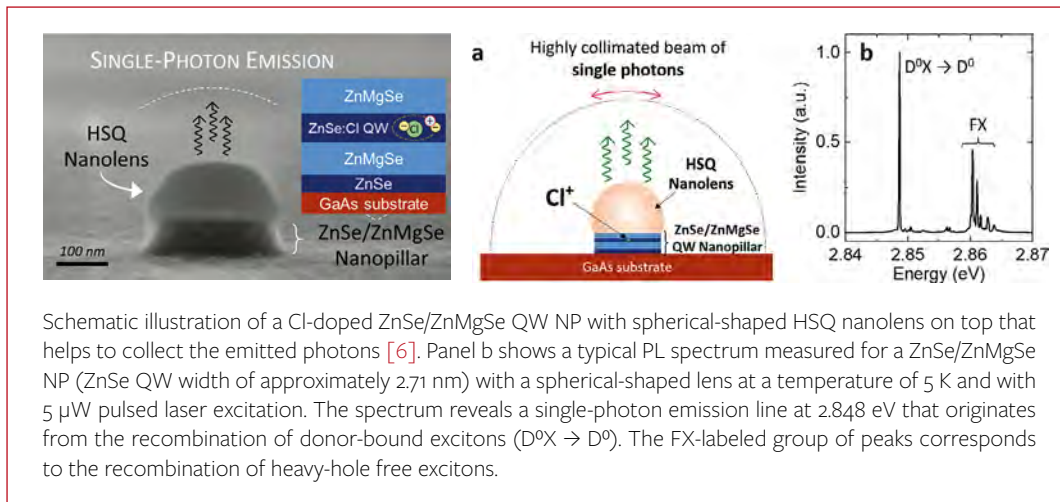 SINGLE-PHOTON EMISSION
HSQ
Nanolens
ZnMgSe
ZnSe:Cl QW
Cl
ZnMgSe
ZnSe
GaAs substrate
ZnSe/ZnMgSe
Nanopillar
100 nm
a
Highly collimated beam of
single photons
HSQ
Nanolens
Cl⁺
ZnSe/ZnMgSe
QW Nanopillar
GaAs substrate
b
D⁰X → D⁰
FX
Intensity (a.u.)
1.0
0.5
0.0
2.84 2.85 2.86 2.87
Energy (eV)
Schematic illustration of a Cl-doped ZnSe/ZnMgSe QW NP with spherical-shaped HSQ nanolens on top that
helps to collect the emitted photons [6]. Panel b shows a typical PL spectrum measured for a ZnSe/ZnMgSe
NP (ZnSe QW width of approximately 2.71 nm) with a spherical-shaped lens at a temperature of 5 K and with
5 µW pulsed laser excitation. The spectrum reveals a single-photon emission line at 2.848 eV that originates
from the recombination of donor-bound excitons (D⁰X → D⁰). The FX-labeled group of peaks corresponds
to the recombination of heavy-hole free excitons.